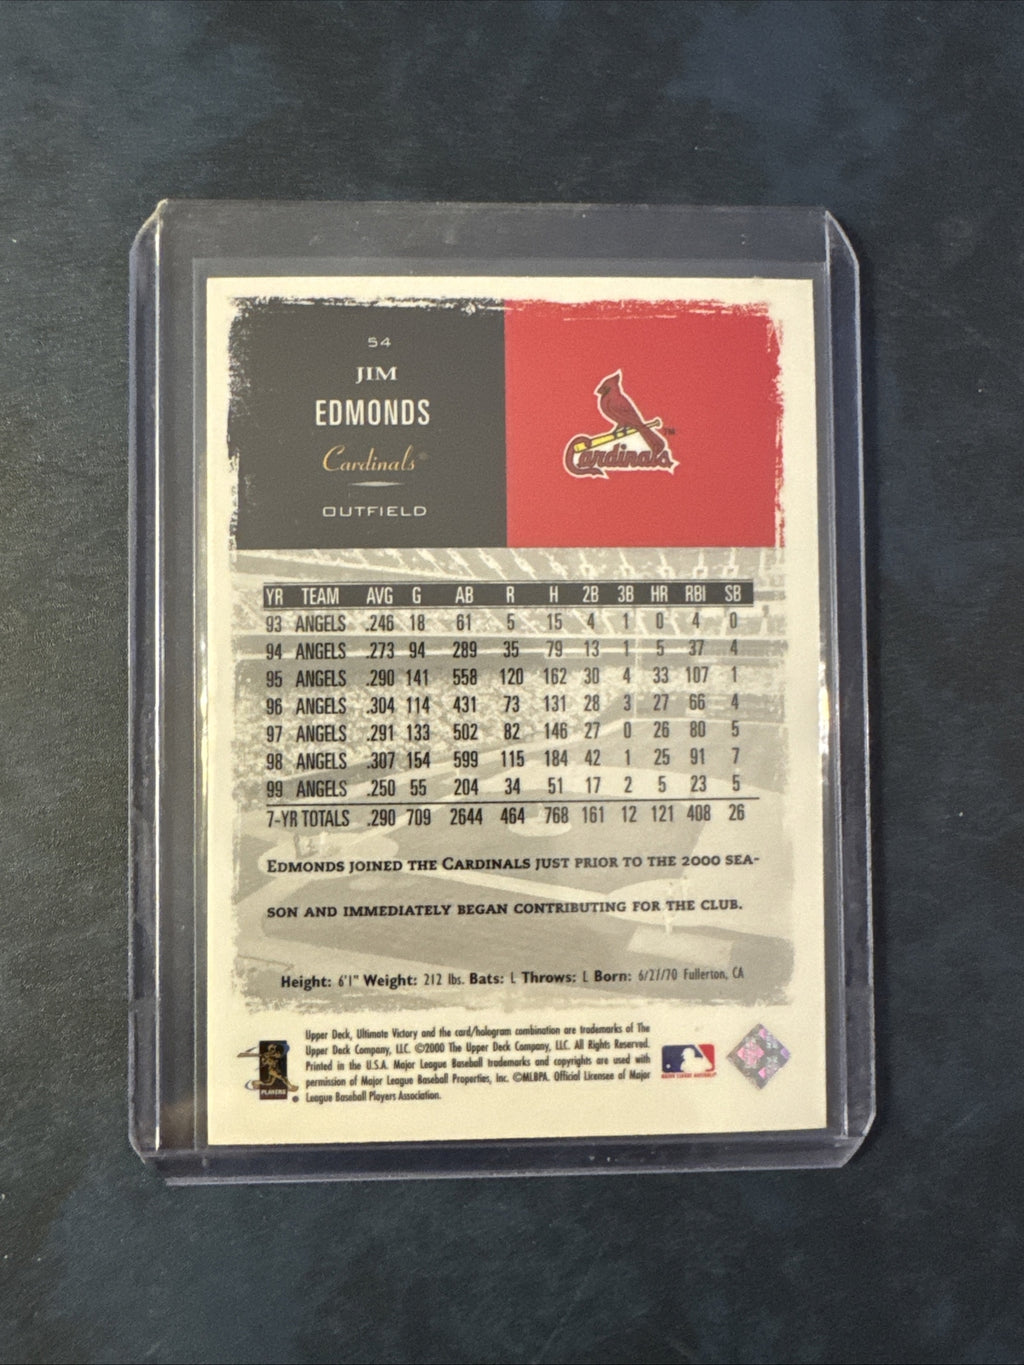 54
JIM
EDMONDS
Cardinals
OUTFIELD
Cardinals TM
YR TEAM AVG G AB R H 2B 3B HR RBI SB
93 ANGELS .246 18 61 5 15 4 1 0 4 0
94 ANGELS .273 94 289 35 79 13 1 5 37 4
95 ANGELS .290 141 558 120 162 30 4 33 107 1
96 ANGELS .304 114 431 73 131 28 3 27 66 4
97 ANGELS .291 133 502 82 146 27 0 26 80 5
98 ANGELS .307 154 599 115 184 42 1 25 91 7
99 ANGELS .250 55 204 34 51 17 2 5 23 5
7-YR TOTALS .290 709 2644 464 768 161 12 121 408 26
EDMONDS JOINED THE CARDINALS JUST PRIOR TO THE 2000 SEA-
SON AND IMMEDIATELY BEGAN CONTRIBUTING FOR THE CLUB.
Height: 6'1" Weight: 212 lbs. Bats: L Throws: L Born: 6/27/70 Fullerton, CA
Upper Deck, Ultimate Victory and the card/hologram combination are trademarks of The
Upper Deck Company, LLC. ©2000 The Upper Deck Company, LLC. All Rights Reserved.
Printed in the U.S.A. Major League Baseball trademarks and copyrights are used with
permission of Major League Baseball Properties, Inc. ©MLBPA. Official Licensee of Major
League Baseball Players Association.
PLAYERS
MAJOR LEAGUE BASEBALL